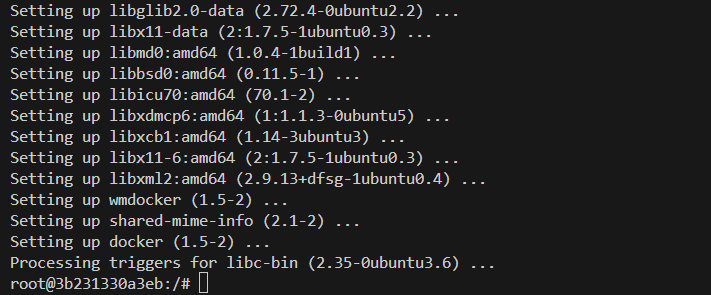 Setting up libglib2.0-data (2.72.4-0ubuntu2.2) ...
Setting up libx11-data (2:1.7.5-1ubuntu0.3) ...
Setting up libmd0:amd64 (1.0.4-1build1) ...
Setting up libbsd0:amd64 (0.11.5-1) ...
Setting up libicu70:amd64 (70.1-2) ...
Setting up libxdmcp6:amd64 (1:1.1.3-0ubuntu5) ...
Setting up libxcb1:amd64 (1.14-3ubuntu3) ...
Setting up libx11-6:amd64 (2:1.7.5-1ubuntu0.3) ...
Setting up libxml2:amd64 (2.9.13+dfsg-1ubuntu0.4) ...
Setting up wmdocker (1.5-2) ...
Setting up shared-mime-info (2.1-2) ...
Setting up docker (1.5-2) ...
Processing triggers for libc-bin (2.35-0ubuntu3.6) ...
root@3b231330a3eb:/#